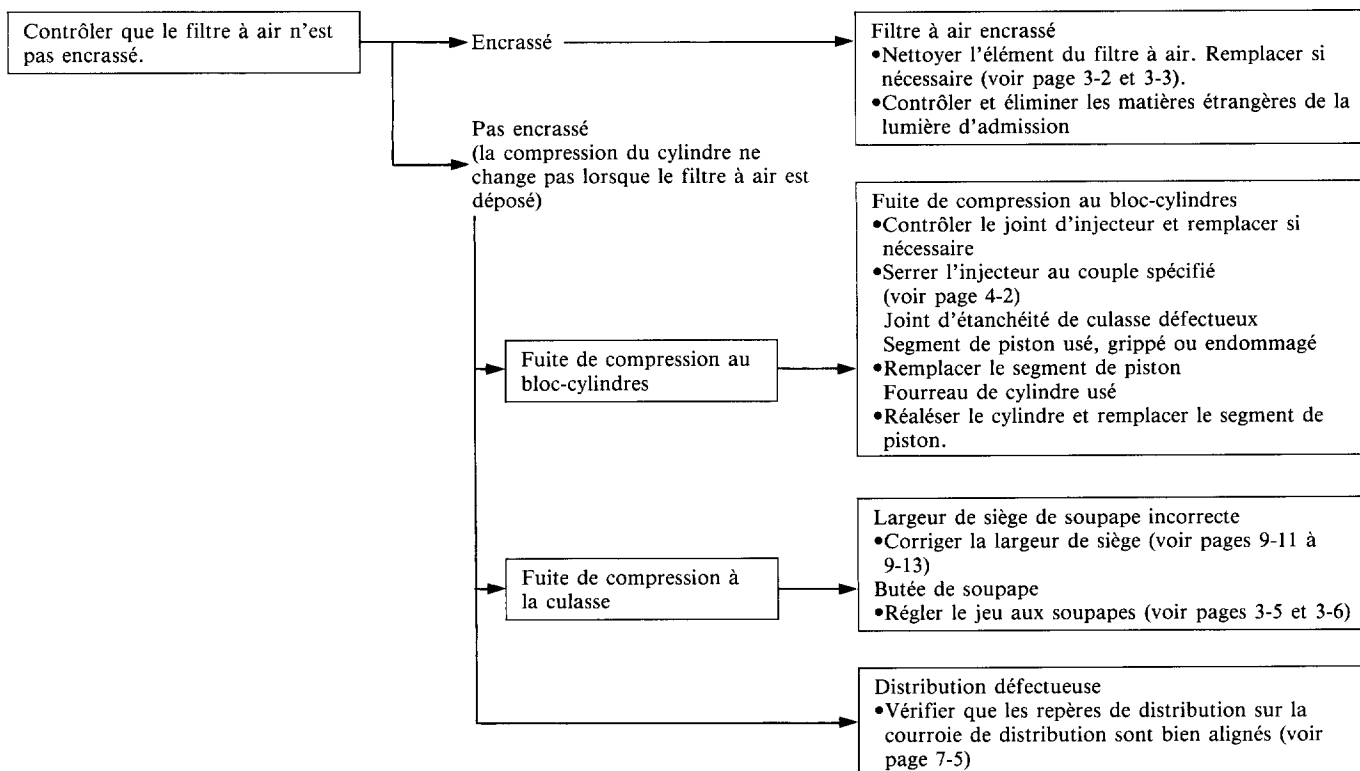 Contrôler que le filtre à air n'est
pas encrassé.
Encrassé
Filtre à air encrassé
•Nettoyer l'élément du filtre à air. Remplacer si
nécessaire (voir page 3-2 et 3-3).
•Contrôler et éliminer les matières étrangères de la
lumière d'admission
Pas encrassé
(la compression du cylindre ne
change pas lorsque le filtre à air est
déposé)
Fuite de compression au
bloc-cylindres
Fuite de compression au bloc-cylindres
•Contrôler le joint d'injecteur et remplacer si
nécessaire
•Serrer l'injecteur au couple spécifié
(voir page 4-2)
Joint d'étanchéité de culasse défectueux
Segment de piston usé, grippé ou endommagé
•Remplacer le segment de piston
Fourreau de cylindre usé
•Réaléser le cylindre et remplacer le segment de
piston.
Fuite de compression à
la culasse
Largeur de siège de soupape incorrecte
•Corriger la largeur de siège (voir pages 9-11 à
9-13)
Butée de soupape
•Régler le jeu aux soupapes (voir pages 3-5 et 3-6)
Distribution défectueuse
•Vérifier que les repères de distribution sur la
courroie de distribution sont bien alignés (voir
page 7-5)